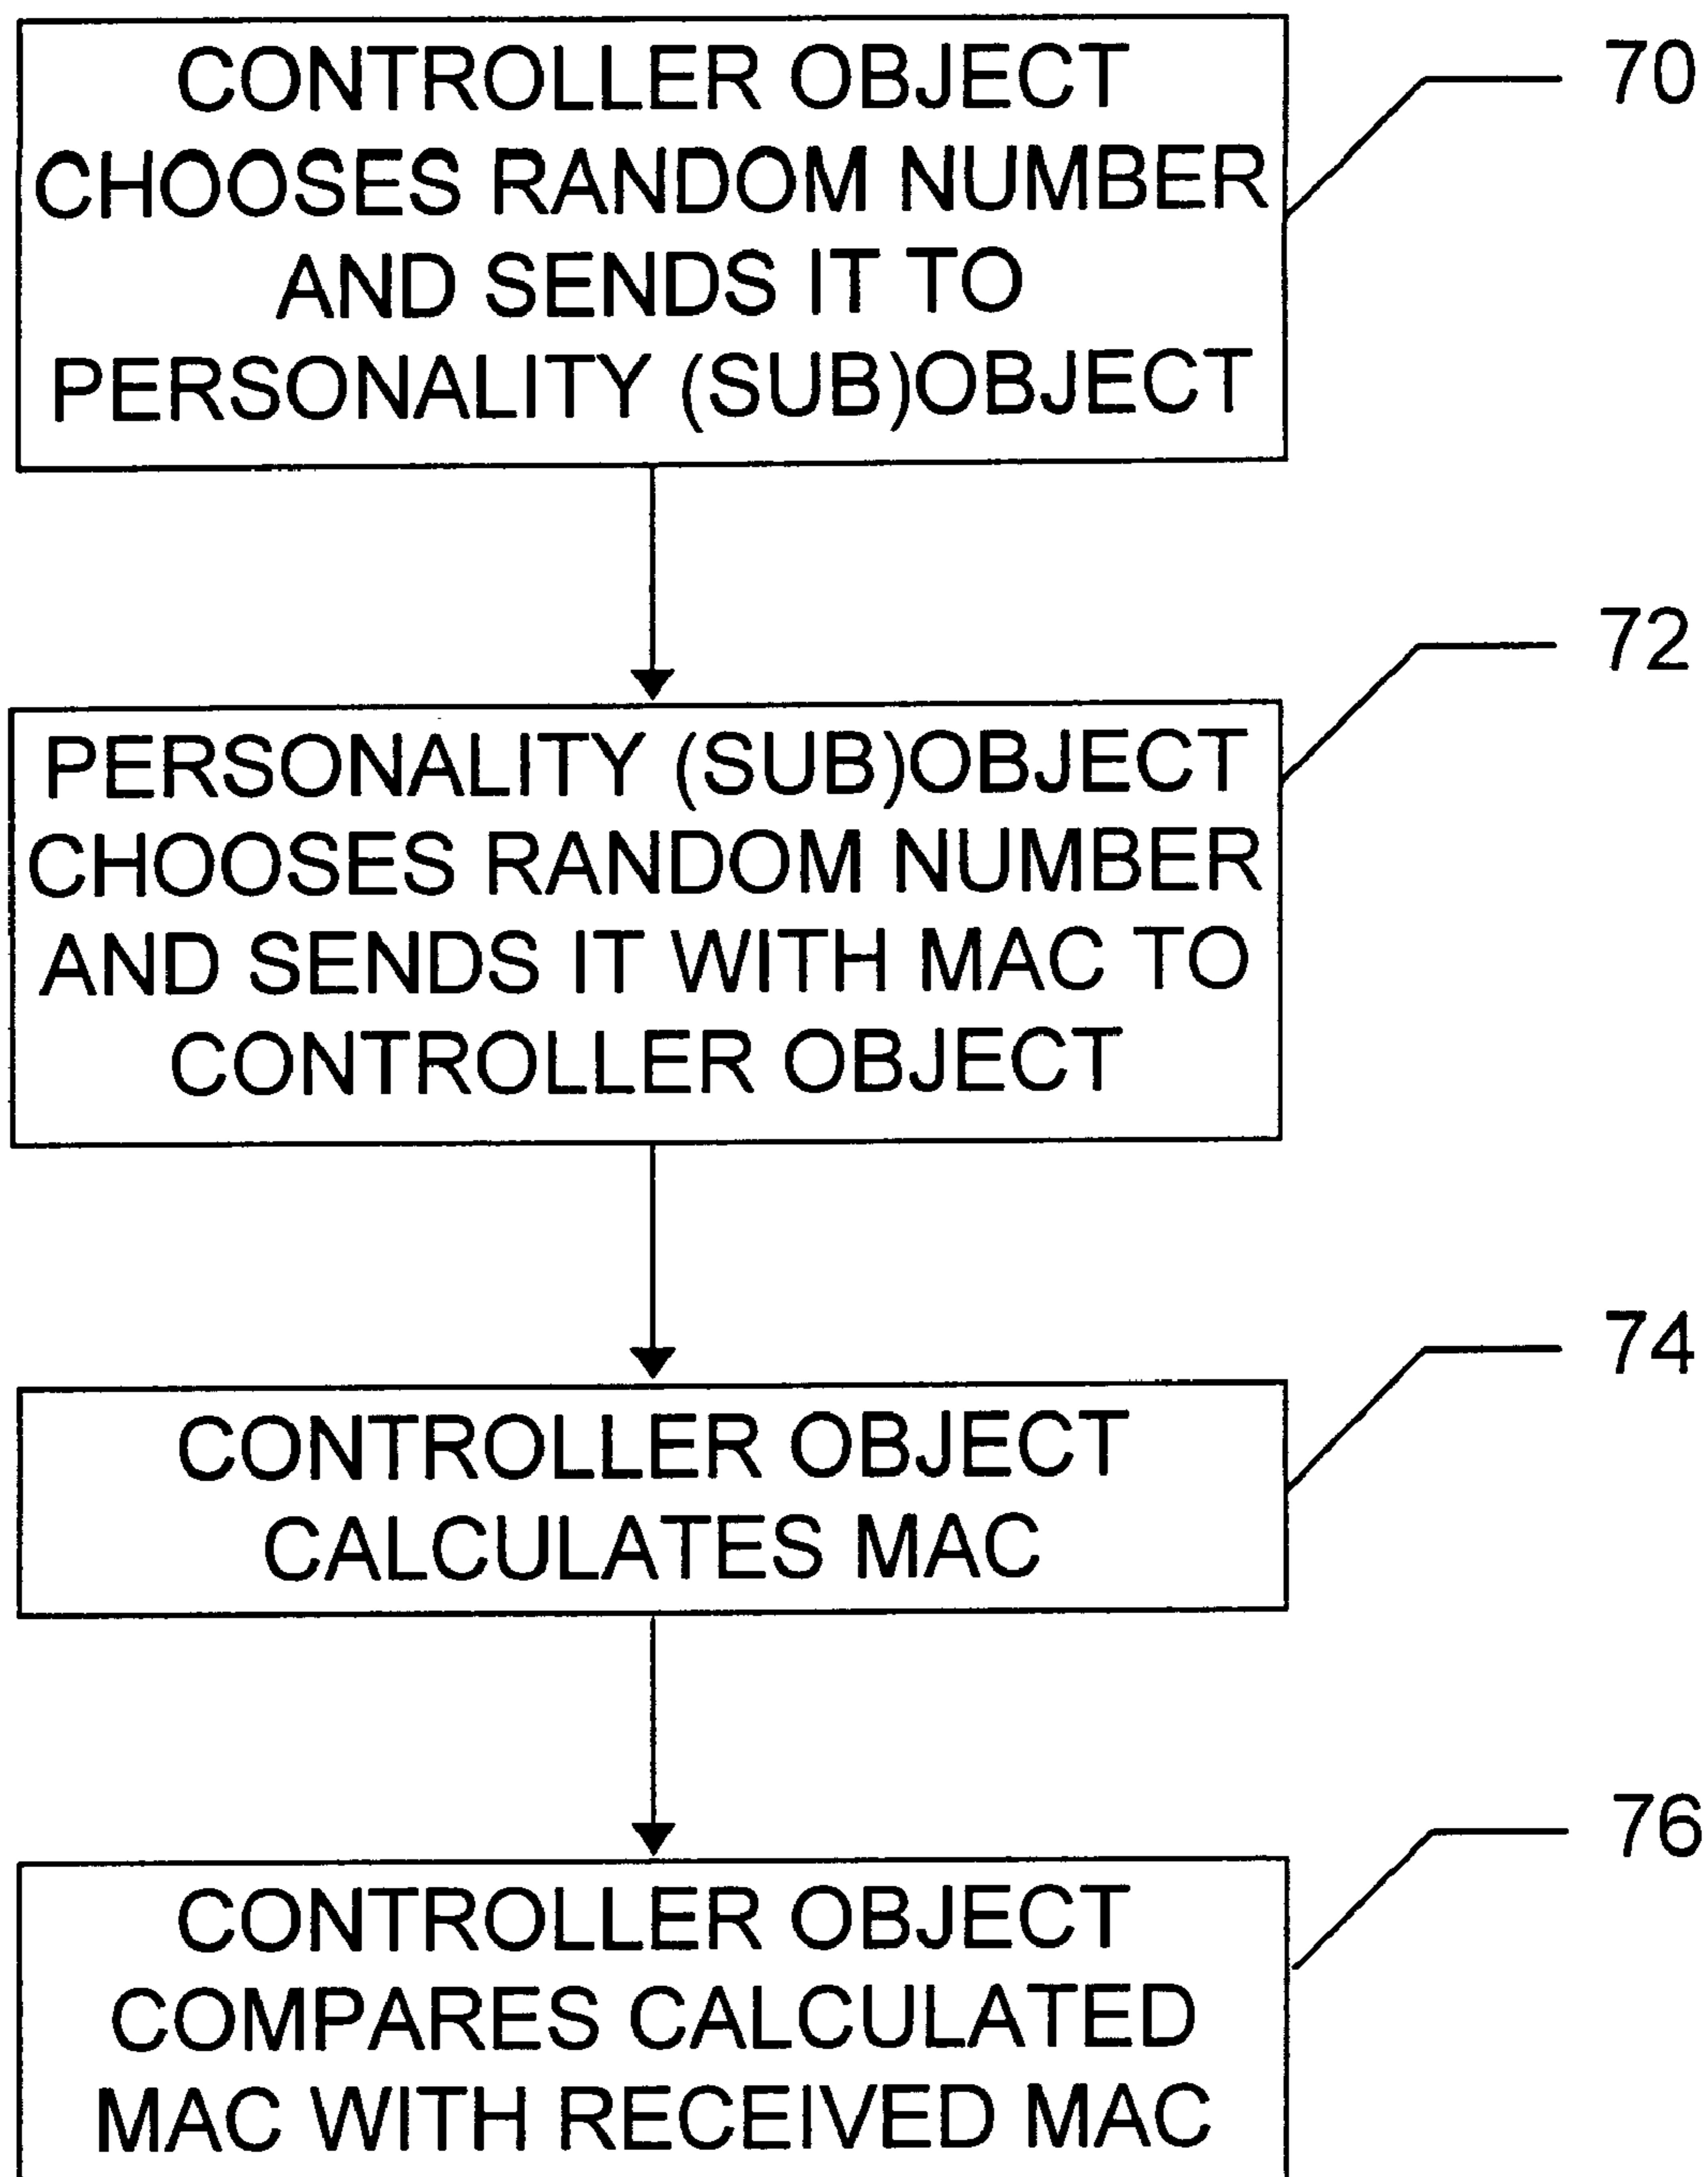 CONTROLLER OBJECT
CHOOSES RANDOM NUMBER
AND SENDS IT TO
PERSONALITY (SUB)OBJECT
70
PERSONALITY (SUB)OBJECT
CHOOSES RANDOM NUMBER
AND SENDS IT WITH MAC TO
CONTROLLER OBJECT
72
CONTROLLER OBJECT
CALCULATES MAC
74
CONTROLLER OBJECT
COMPARES CALCULATED
MAC WITH RECEIVED MAC
76